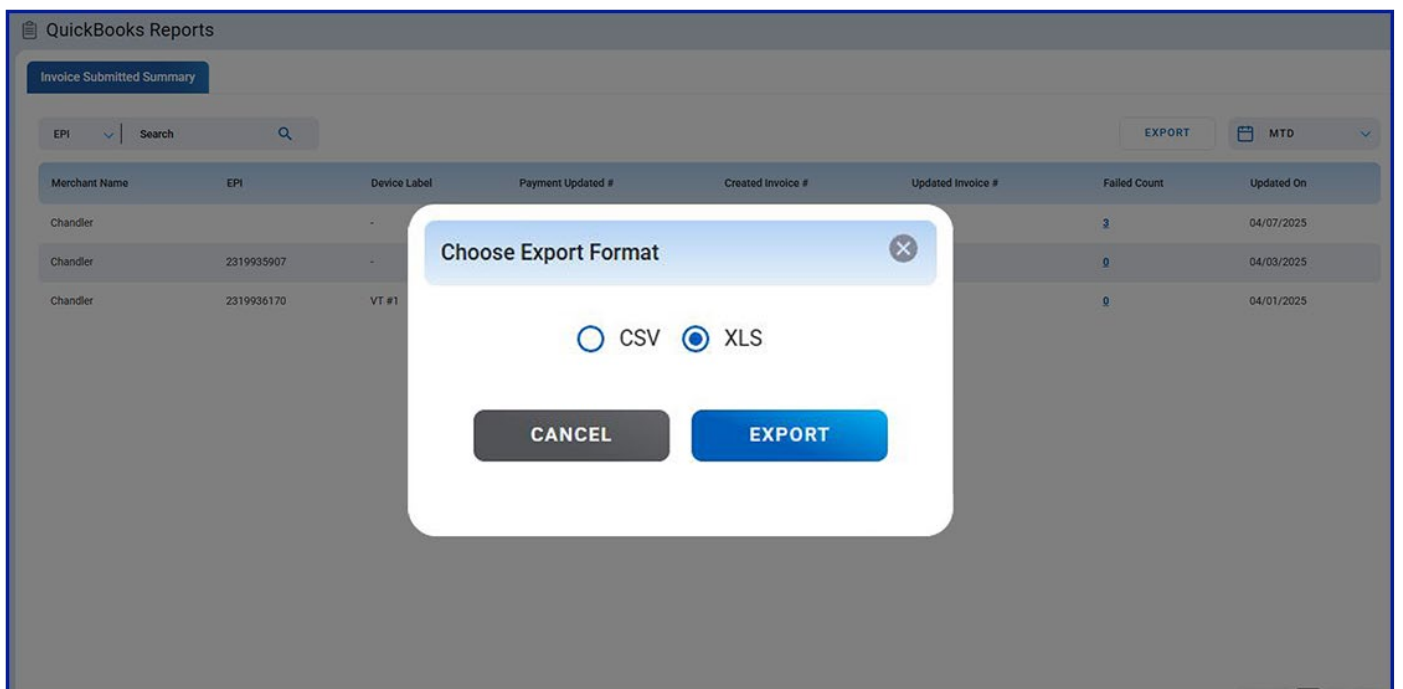 QuickBooks Reports
Invoice Submitted Summary
EPI Search EXPORT MTD
Merchant Name EPI Device Label Payment Updated # Created Invoice # Updated Invoice # Failed Count Updated On
Chandler - 3 04/07/2025
Chandler 2319935907 - 0 04/03/2025
Chandler 2319936170 VT #1 0 04/01/2025
Choose Export Format
CSV XLS
CANCEL EXPORT